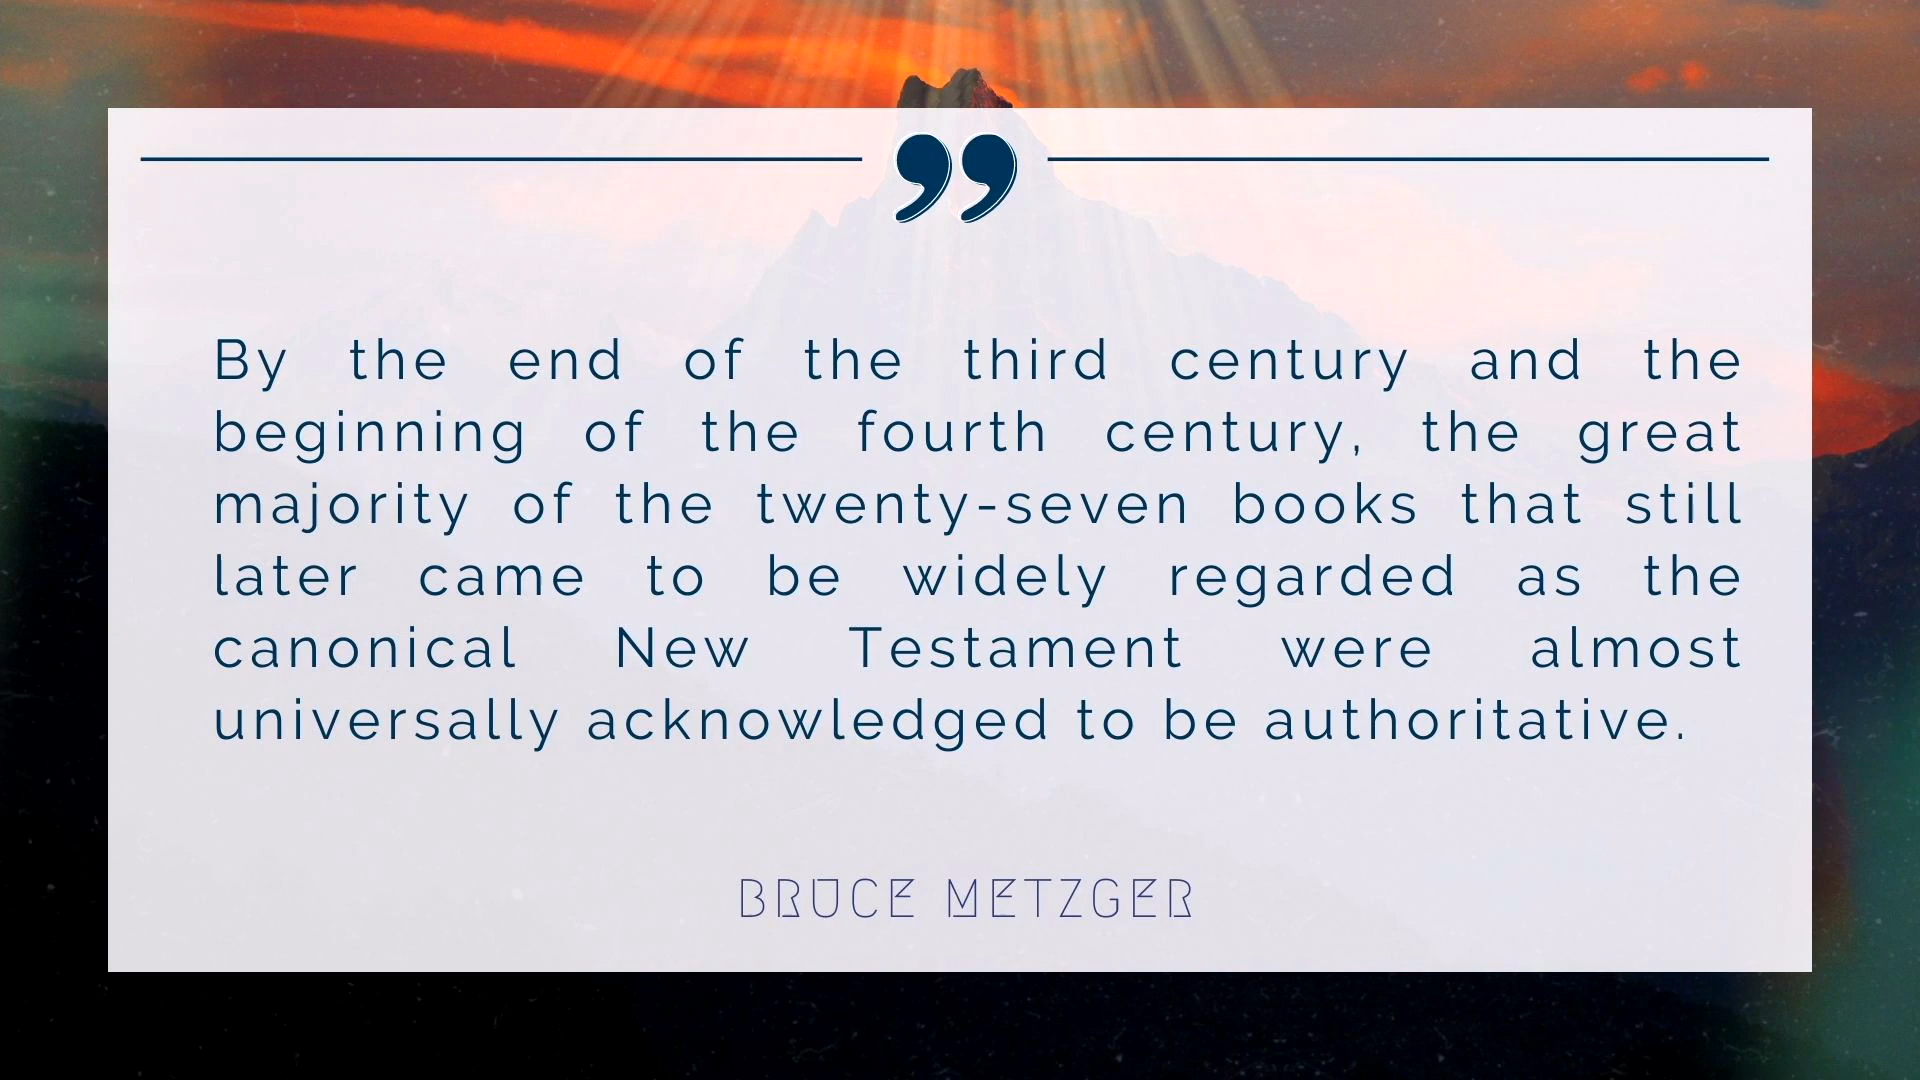 ”
By the end of the third century and the
beginning of the fourth century, the great
majority of the twenty-seven books that still
later came to be widely regarded as the
canonical New Testament were almost
universally acknowledged to be authoritative.
BRUCE METZGER